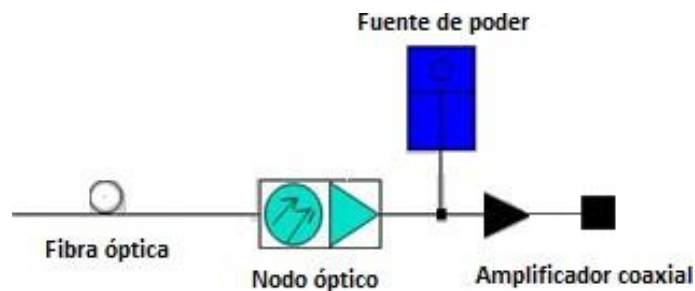 Fuente de poder
Fibra óptica
Nodo óptico
Amplificador coaxial